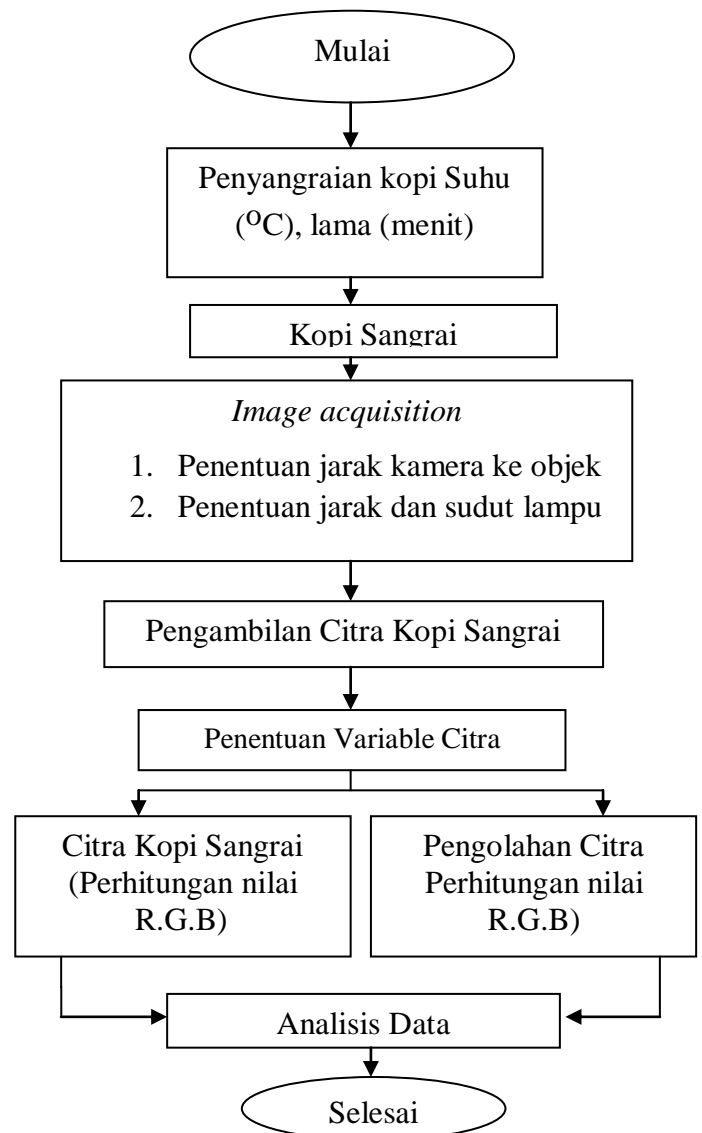 Mulai
Penyangraian kopi Suhu
(ᴼC), lama (menit)
Kopi Sangrai
Image acquisition
1. Penentuan jarak kamera ke objek
2. Penentuan jarak dan sudut lampu
Pengambilan Citra Kopi Sangrai
Penentuan Variable Citra
Citra Kopi Sangrai
(Perhitungan nilai
R.G.B)
Pengolahan Citra
Perhitungan nilai
R.G.B)
Analisis Data
Selesai